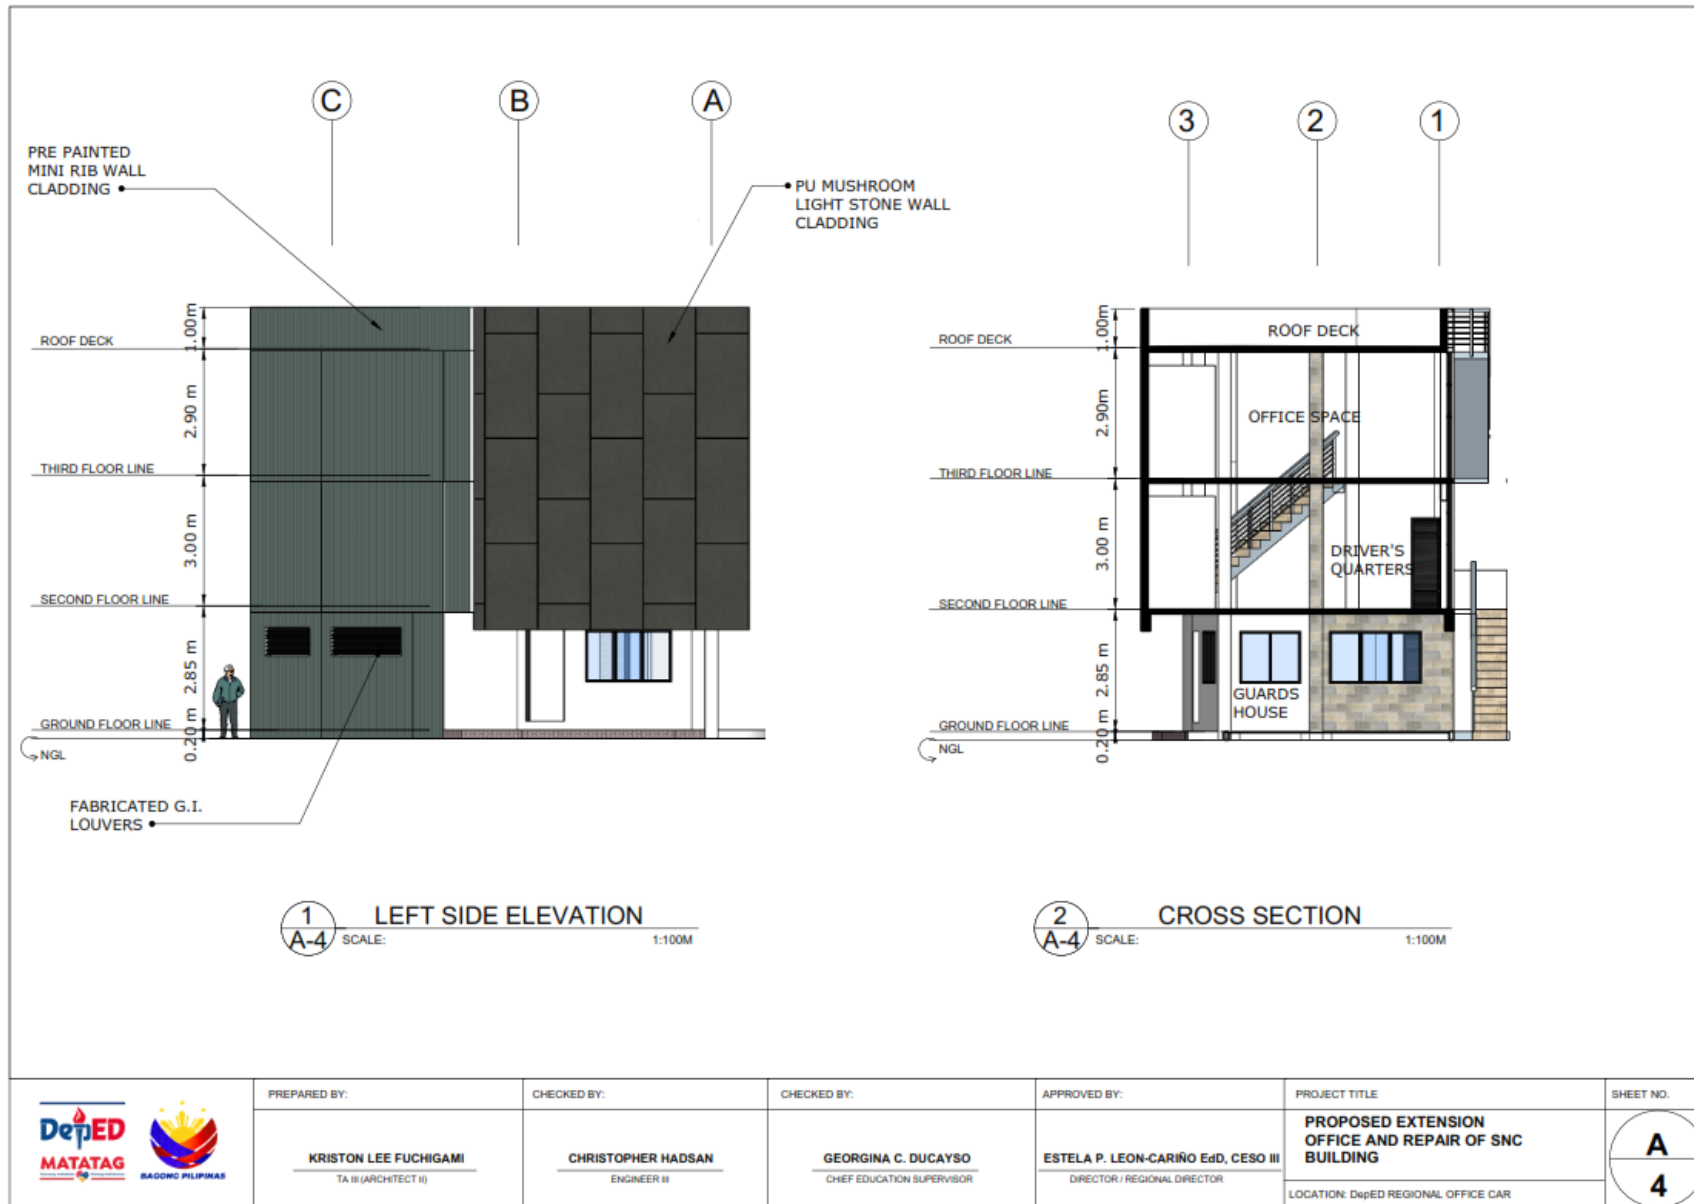 C
B
A
PRE PAINTED
MINI RIB WALL
CLADDING
PU MUSHROOM
LIGHT STONE WALL
CLADDING
ROOF DECK
THIRD FLOOR LINE
SECOND FLOOR LINE
GROUND FLOOR LINE
NGL
1.00m
2.90 m
3.00 m
2.85 m
0.20 m
FABRICATED G.I.
LOUVERS
1
A-4
LEFT SIDE ELEVATION
SCALE:
1:100M
3
2
1
ROOF DECK
THIRD FLOOR LINE
SECOND FLOOR LINE
GROUND FLOOR LINE
NGL
1.00m
2.90m
3.00 m
2.85 m
0.20 m
ROOF DECK
OFFICE SPACE
DRIVER'S
QUARTERS
GUARDS
HOUSE
2
A-4
CROSS SECTION
SCALE:
1:100M
DepED
MATATAG
BAGONG PILIPINAS
PREPARED BY:
KRISTON LEE FUCHIGAMI
TA III (ARCHITECT II)
CHECKED BY:
CHRISTOPHER HADSAN
ENGINEER III
CHECKED BY:
GEORGINA C. DUCAYSO
CHIEF EDUCATION SUPERVISOR
APPROVED BY:
ESTELA P. LEON-CARIÑO EdD, CESO III
DIRECTOR / REGIONAL DIRECTOR
PROJECT TITLE
PROPOSED EXTENSION
OFFICE AND REPAIR OF SNC
BUILDING
LOCATION: DepED REGIONAL OFFICE CAR
SHEET NO.
A
4